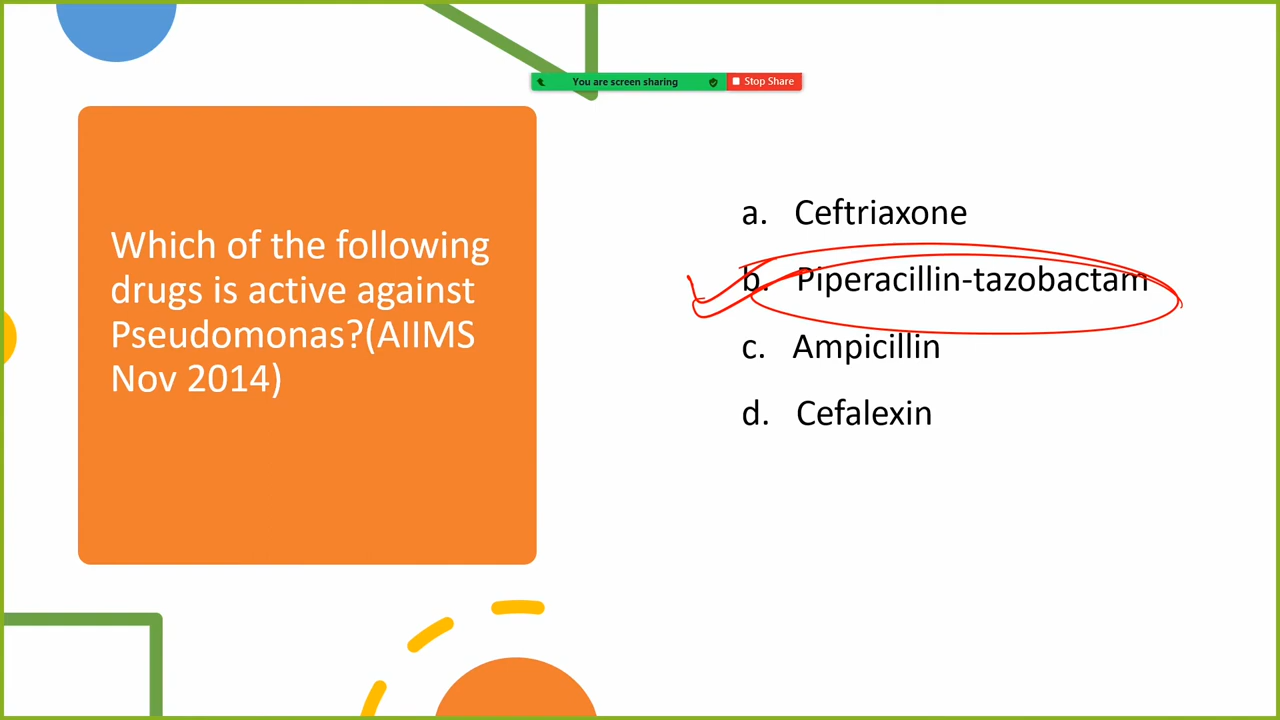 You are screen sharing
Stop Share
Which of the following
drugs is active against
Pseudomonas?(AIIMS
Nov 2014)
a. Ceftriaxone
b. Piperacillin-tazobactam
c. Ampicillin
d. Cefalexin